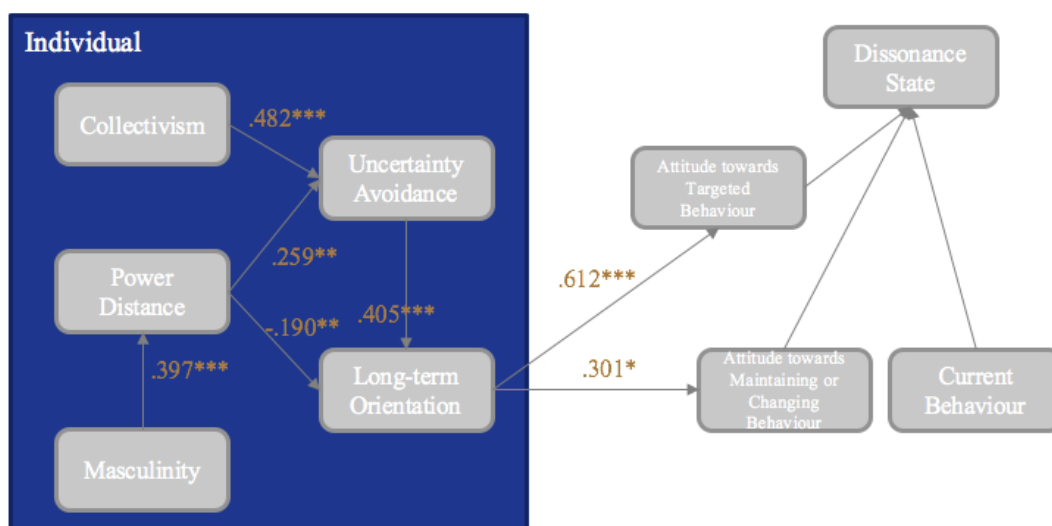 Individual
Collectivism
.482***
Uncertainty
Avoidance
Power
Distance
.259**
-.190**
.405***
.397***
Long-term
Orientation
Masculinity
.612***
.301*
Dissonance
State
Attitude towards
Targeted
Behaviour
Attitude towards
Maintaining or
Changing
Behaviour
Current
Behaviour